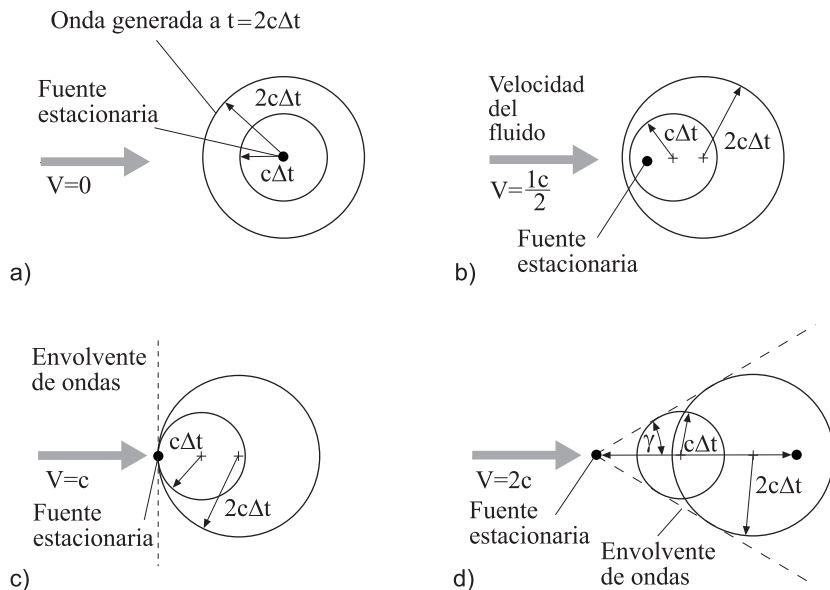 Onda generada a t=2cΔt
Fuente
estacionaria
2cΔt
cΔt
V=0
a)
Velocidad
del
fluido
cΔt
2cΔt
V=1c/2
Fuente
estacionaria
b)
Envolvente
de ondas
cΔt
V=c
2cΔt
Fuente
estacionaria
c)
γ
cΔt
V=2c
2cΔt
Fuente
estacionaria
Envolvente
de ondas
d)